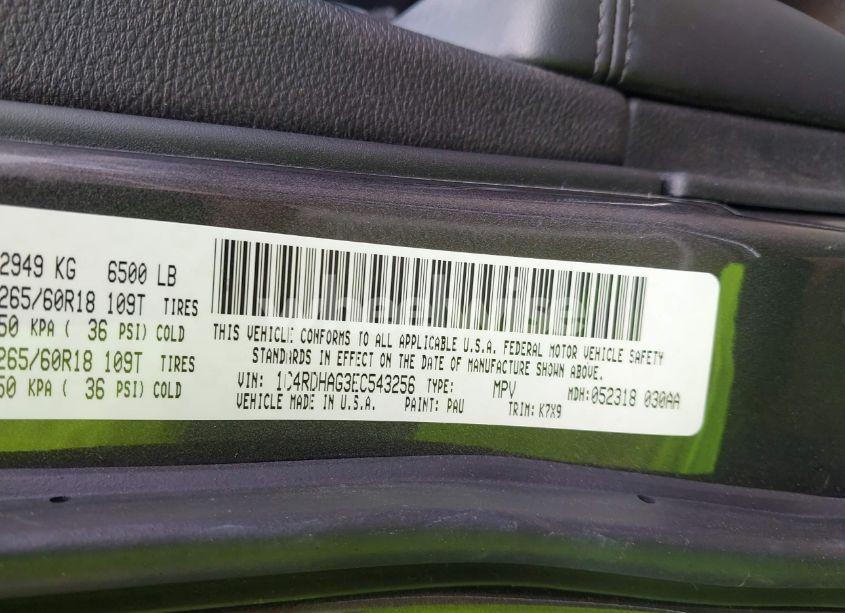 2949 KG 6500 LB
265/60R18 109T TIRES
50 KPA ( 36 PSI) COLD
265/60R18 109T TIRES
50 KPA ( 36 PSI) COLD
THIS VEHICLE CONFORMS TO ALL APPLICABLE U.S.A. FEDERAL MOTOR VEHICLE SAFETY
STANDARDS IN EFFECT ON THE DATE OF MANUFACTURE SHOWN ABOVE.
VIN: 1C4RDHAG3EC543256 TYPE: MPV MDH: 052318 030AA
VEHICLE MADE IN U.S.A. PAINT: PAU TRIM: K7X9